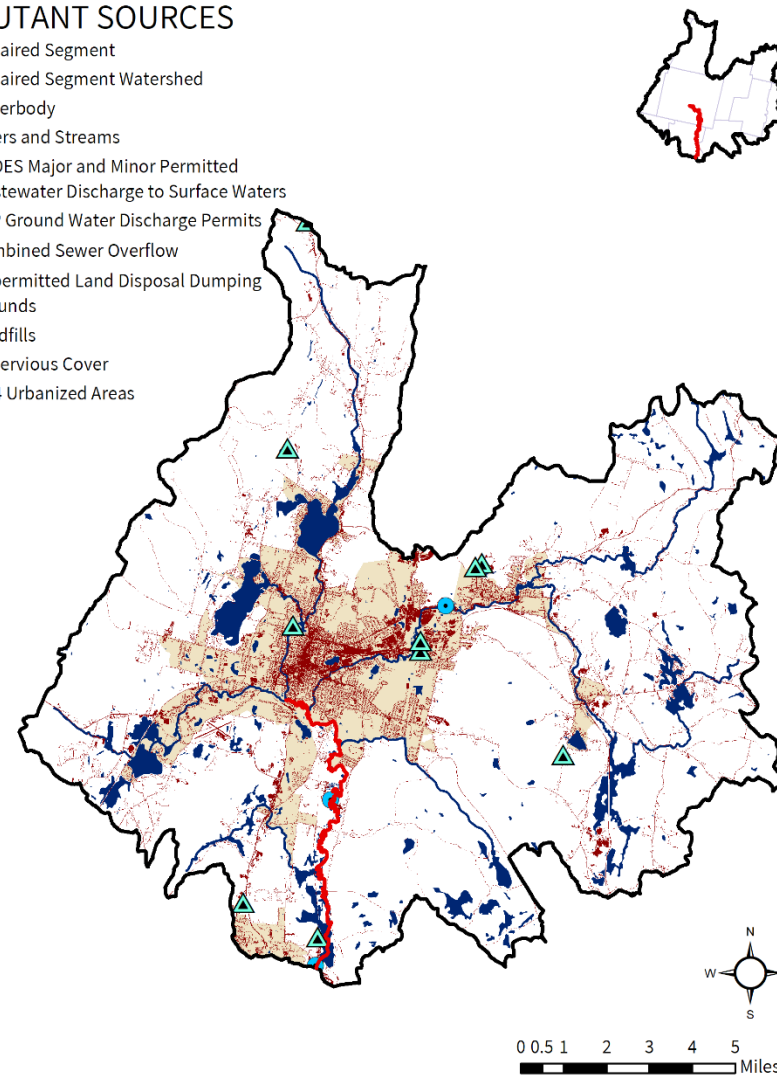 UTANT SOURCES
aired Segment
aired Segment Watershed
erbody
ers and Streams
DES Major and Minor Permitted
stewater Discharge to Surface Waters
Ground Water Discharge Permits
mbined Sewer Overflow
permitted Land Disposal Dumping
unds
dfills
ervious Cover
4 Urbanized Areas
N
W E
S
0 0.5 1 2 3 4 5
Miles